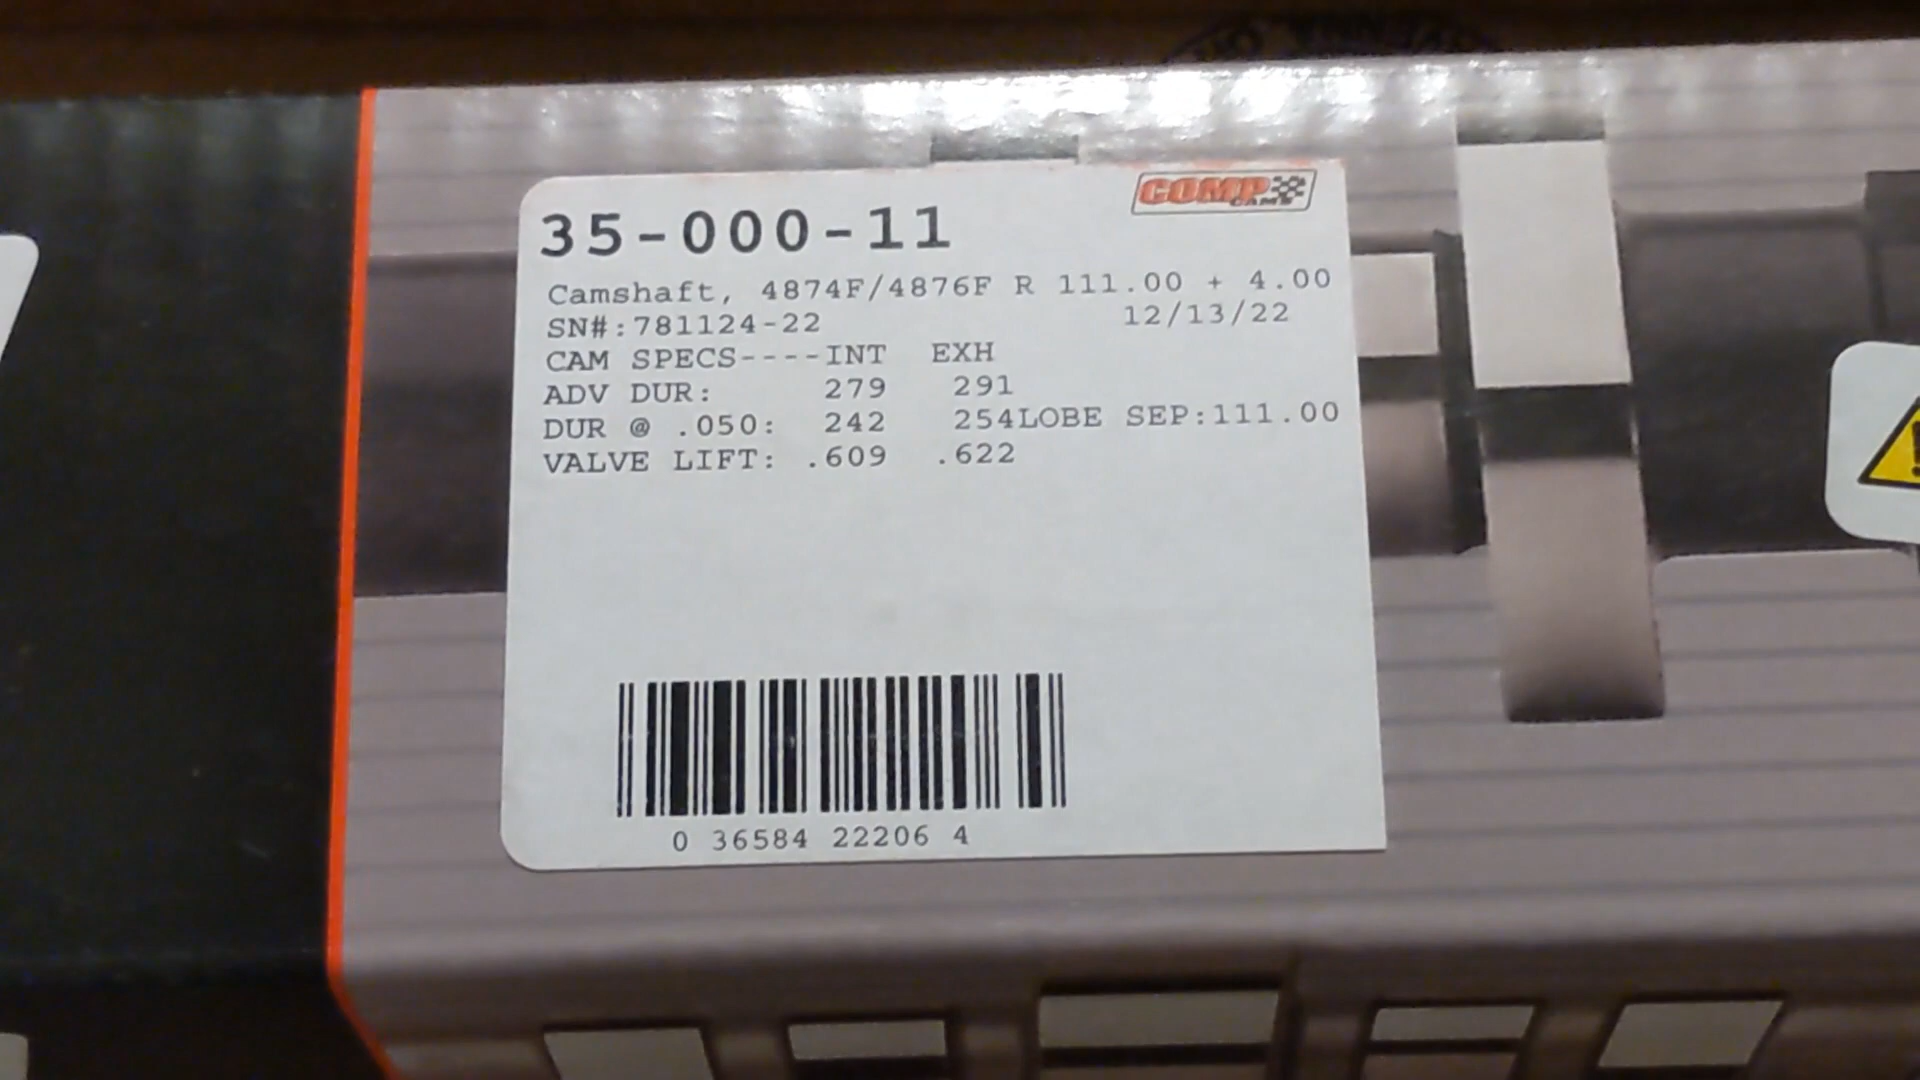 COMP
CAMS
35-000-11
Camshaft, 4874F/4876F R 111.00 + 4.00
SN#:781124-22 12/13/22
CAM SPECS----INT EXH
ADV DUR: 279 291
DUR @ .050: 242 254LOBE SEP:111.00
VALVE LIFT: .609 .622
0 36584 22206 4